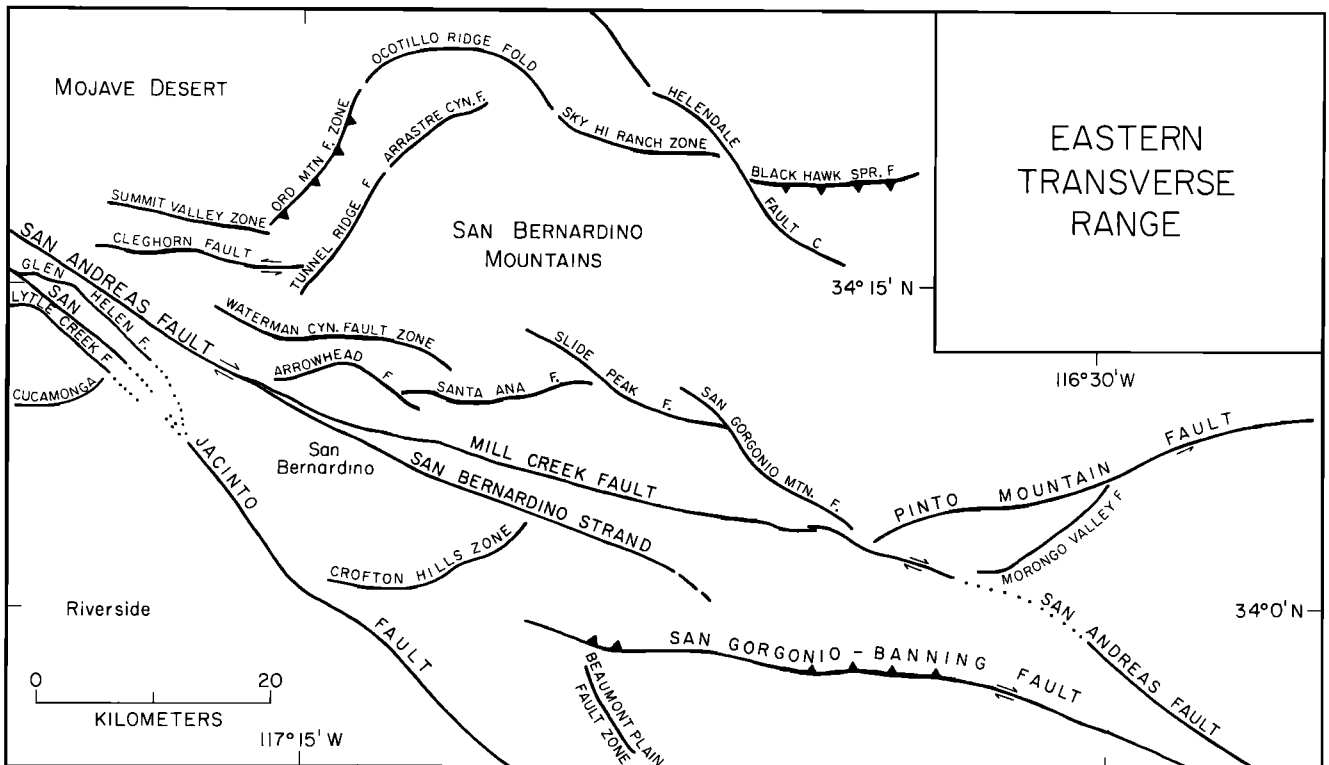 OCOTILLO RIDGE FOLD
MOJAVE DESERT
EASTERN
TRANSVERSE
RANGE
HELENDALE
FAULT C
ORD MTN F. ZONE
ARRASTRE CYN. F.
SKY HI RANCH ZONE
BLACK HAWK SPR. F
SUMMIT VALLEY ZONE
CLEGHORN FAULT
TUNNEL RIDGE F
SAN BERNARDINO
MOUNTAINS
34° 15' N
SAN ANDREAS FAULT
GLEN HELEN F.
SAN
LYTLE CREEK F
CUCAMONGA
WATERMAN CYN. FAULT ZONE
ARROWHEAD F
SANTA ANA F.
SLIDE PEAK F.
SAN GORGONIO MTN. F.
116° 30' W
JACINTO
FAULT
San
Bernardino
MILL CREEK FAULT
SAN BERNARDINO STRAND
PINTO MOUNTAIN FAULT
MORONGO VALLEY F
CROFTON HILLS ZONE
Riverside
34° 0' N
SAN ANDREAS FAULT
SAN GORGONIO – BANNING FAULT
BEAUMONT PLAIN
FAULT ZONE
0 20
KILOMETERS
117° 15' W